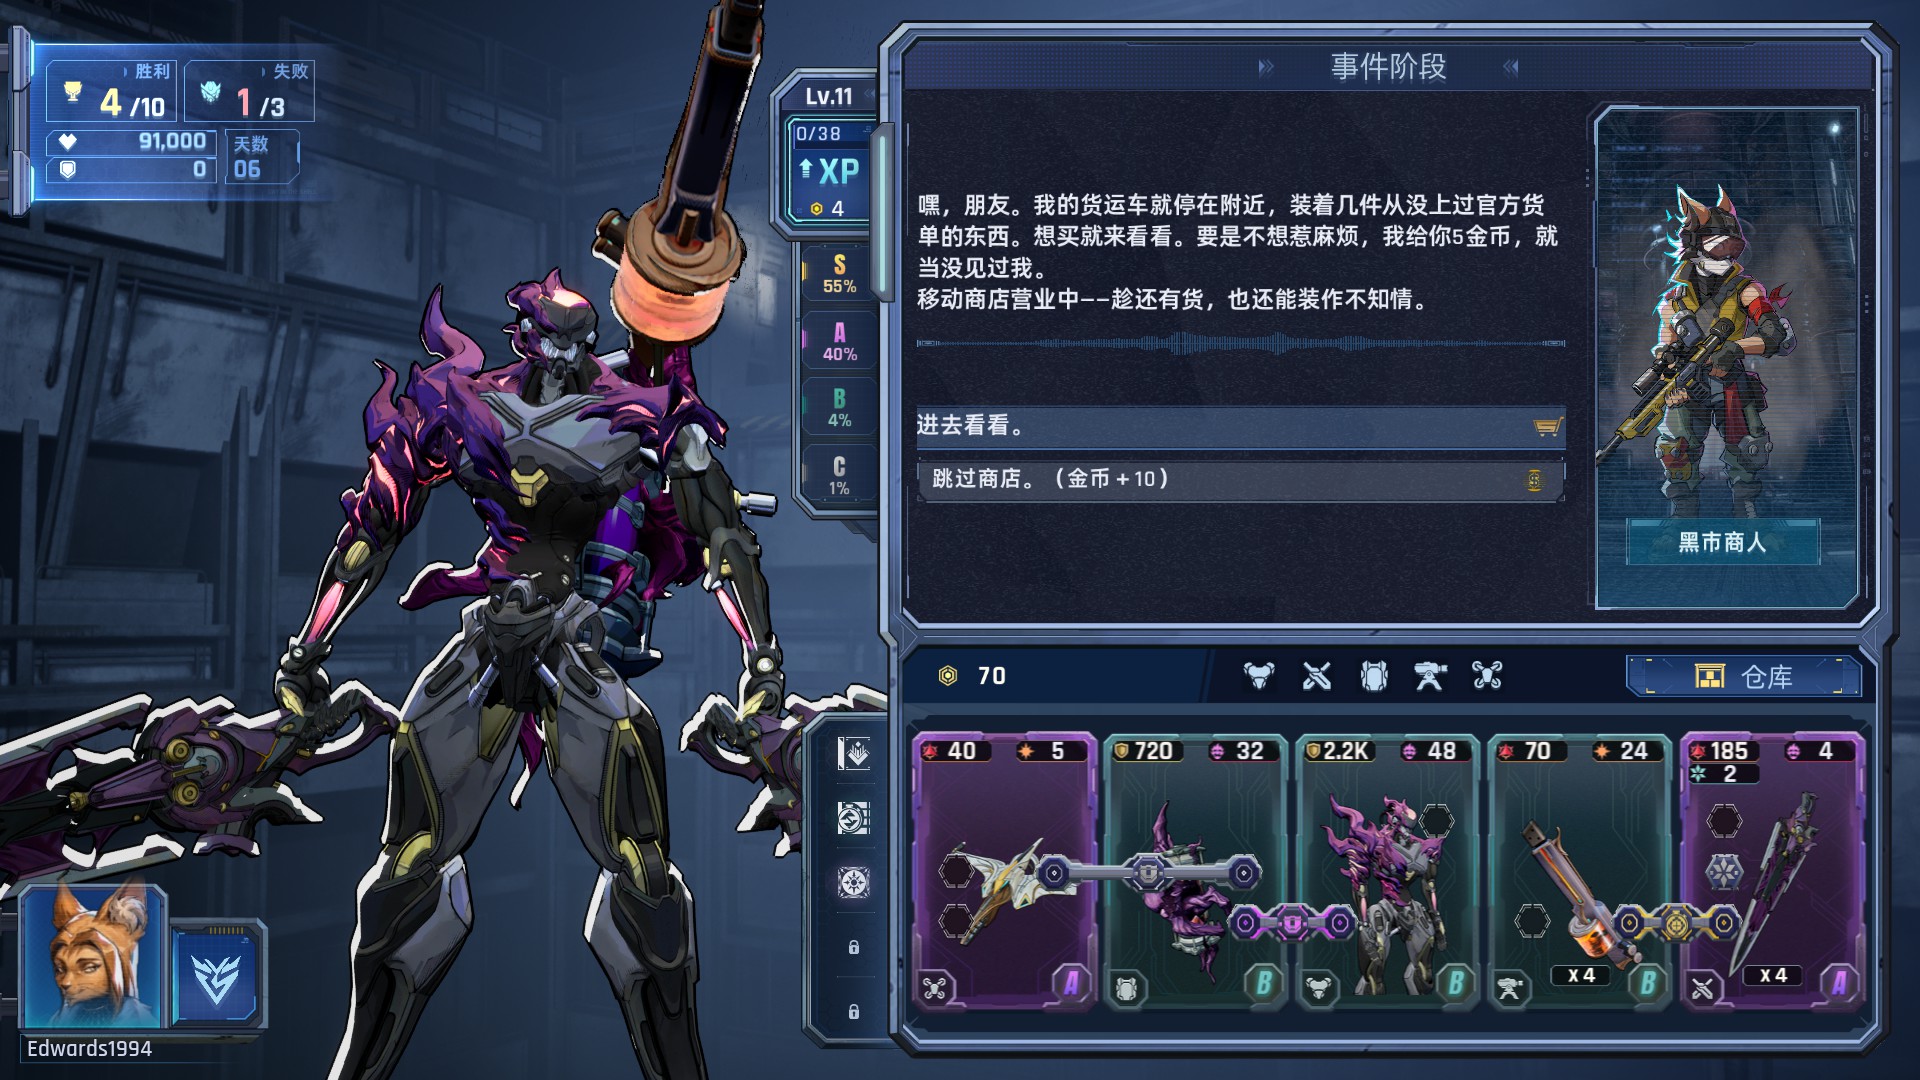 胜利
4 /10
失败
1 /3
91,000
0
天数
06
Lv.11
0/38
XP
4
S
55%
A
40%
B
4%
C
1%
事件阶段
嘿，朋友。我的货运车就停在附近，装着几件从没上过官方货
单的东西。想买就来看看。要是不想惹麻烦，我给你5金币，就
当没见过我。
移动商店营业中——趁还有货，也还能装作不知情。
进去看看。
跳过商店。（金币+10）
黑市商人
70
仓库
40 5
720 32
2.2K 48
70 24
185 4
2
A
B
B
x4 B
x4 A
Edwards1994